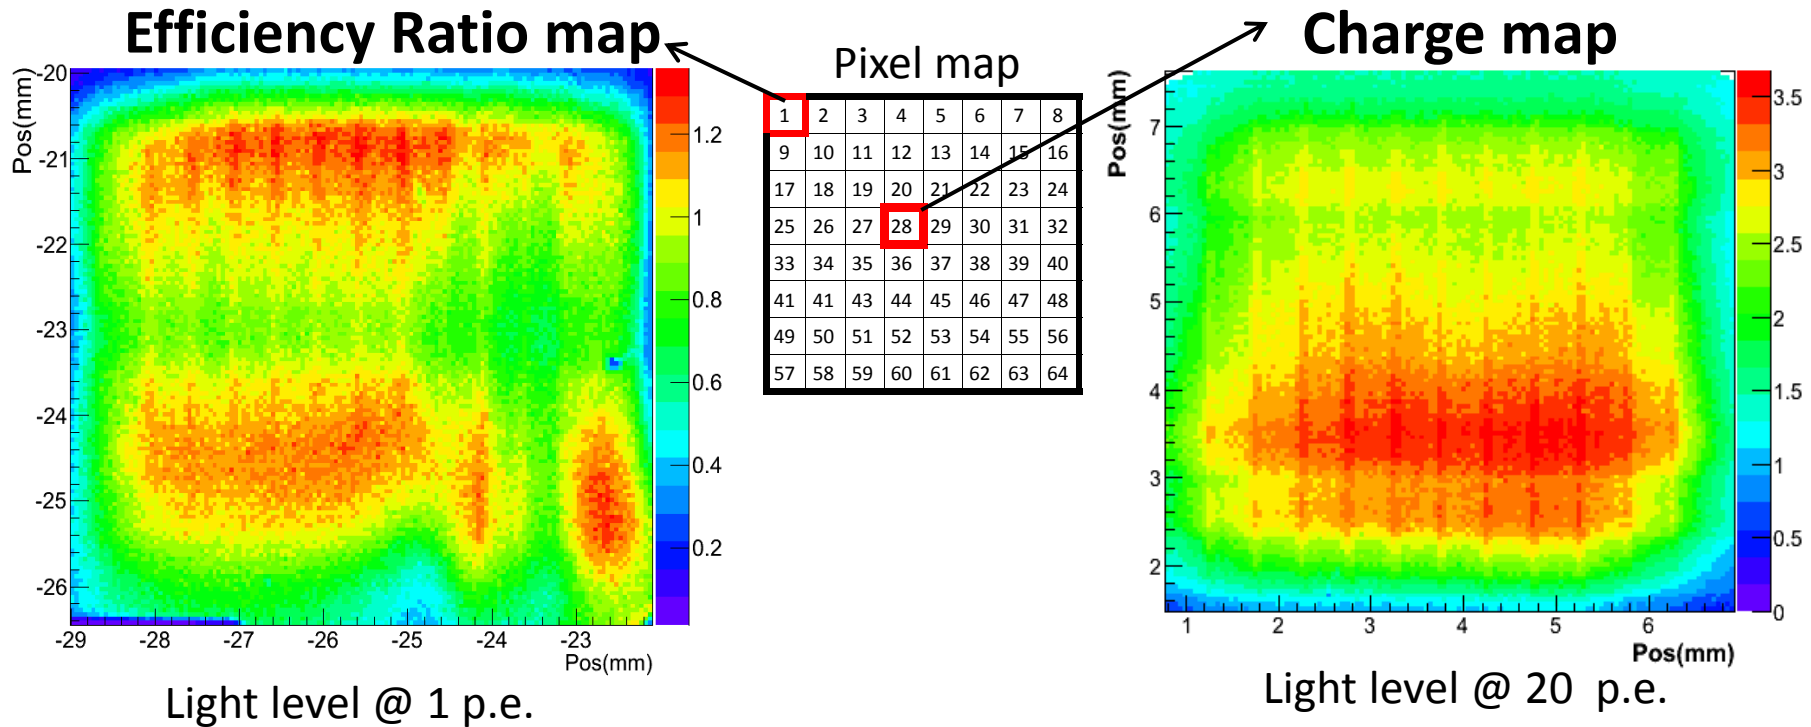 Efficiency Ratio map
Pos(mm)
-20
-21
-22
-23
-24
-25
-26
-29 -28 -27 -26 -25 -24 -23
Pos(mm)
1.2
1
0.8
0.6
0.4
0.2
Light level @ 1 p.e.
Pixel map
1 2 3 4 5 6 7 8
9 10 11 12 13 14 15 16
17 18 19 20 21 22 23 24
25 26 27 28 29 30 31 32
33 34 35 36 37 38 39 40
41 41 43 44 45 46 47 48
49 50 51 52 53 54 55 56
57 58 59 60 61 62 63 64
Charge map
Pos(mm)
7
6
5
4
3
2
1 2 3 4 5 6
Pos(mm)
3.5
3
2.5
2
1.5
1
0.5
0
Light level @ 20 p.e.